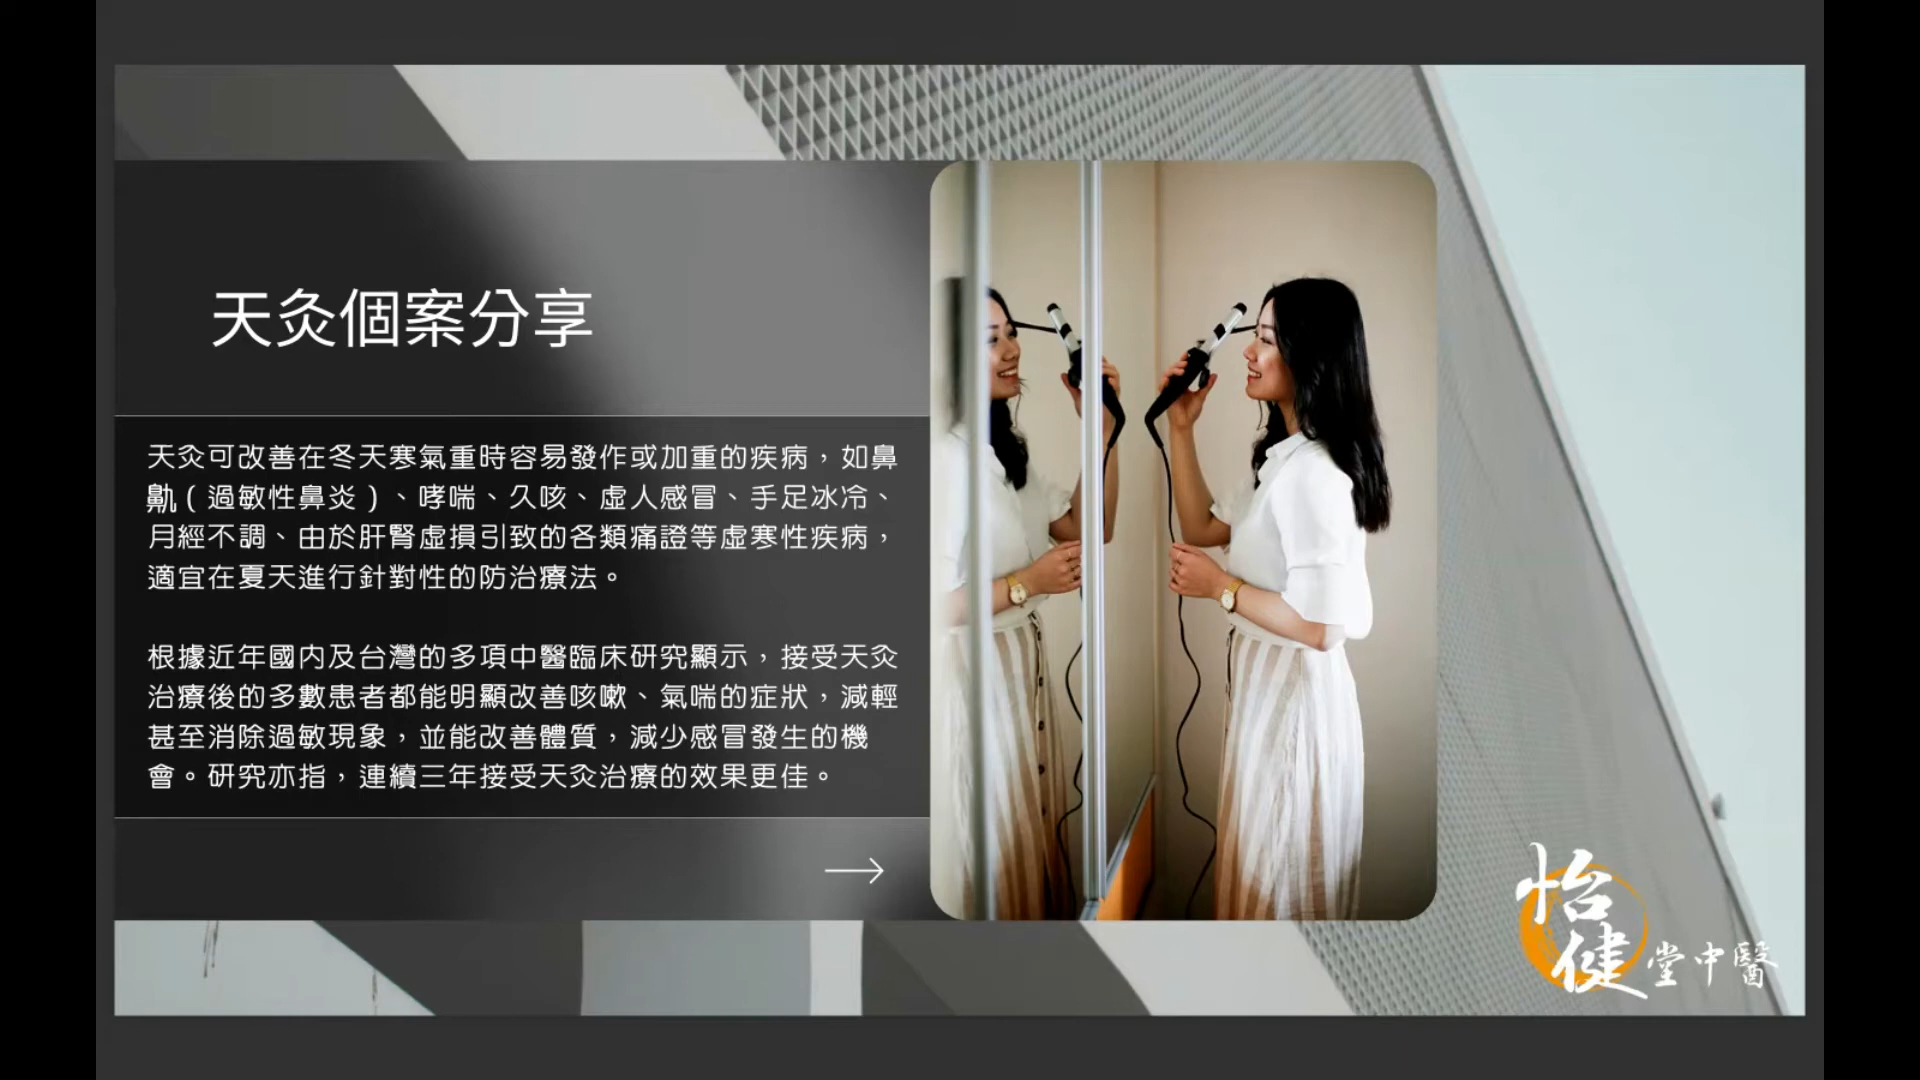 天灸個案分享
天灸可改善在冬天寒氣重時容易發作或加重的疾病，如鼻
鼽（過敏性鼻炎）、哮喘、久咳、虛人感冒、手足冰冷、
月經不調、由於肝腎虛損引致的各類痛證等虛寒性疾病，
適宜在夏天進行針對性的防治療法。
根據近年國内及台灣的多項中醫臨床研究顯示，接受天灸
治療後的多數患者都能明顯改善咳嗽、氣喘的症狀，減輕
甚至消除過敏現象，並能改善體質，減少感冒發生的機
會。研究亦指，連續三年接受天灸治療的效果更佳。
怡健堂中醫